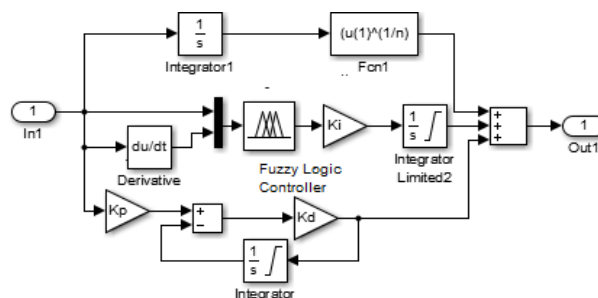 1
s
Integrator1
(u(1)^(1/n)
Fcn1
1
In1
du/dt
Derivative
Fuzzy Logic
Controller
Ki
1
s
Integrator
Limited2
+
+
+
1
Out1
Kp
+
−
Kd
1
s
Integrator